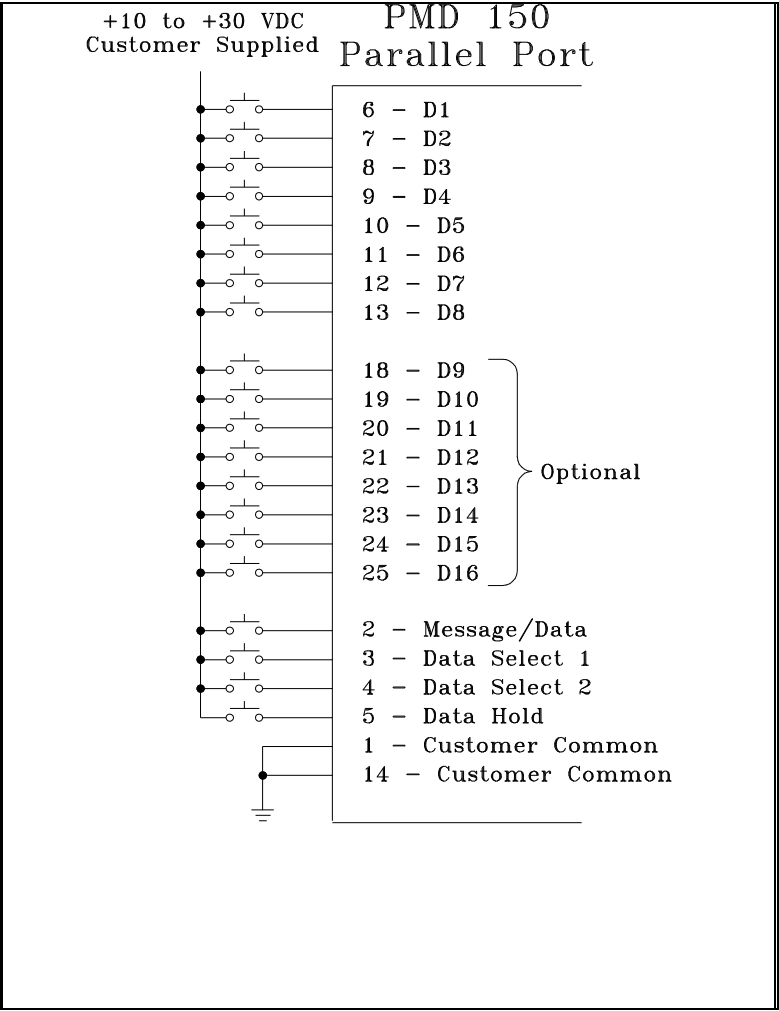 +10 to +30 VDC
Customer Supplied
PMD 150
Parallel Port
6 - D1
7 - D2
8 - D3
9 - D4
10 - D5
11 - D6
12 - D7
13 - D8
18 - D9
19 - D10
20 - D11
21 - D12
22 - D13
23 - D14
24 - D15
25 - D16
Optional
2 - Message/Data
3 - Data Select 1
4 - Data Select 2
5 - Data Hold
1 - Customer Common
14 - Customer Common